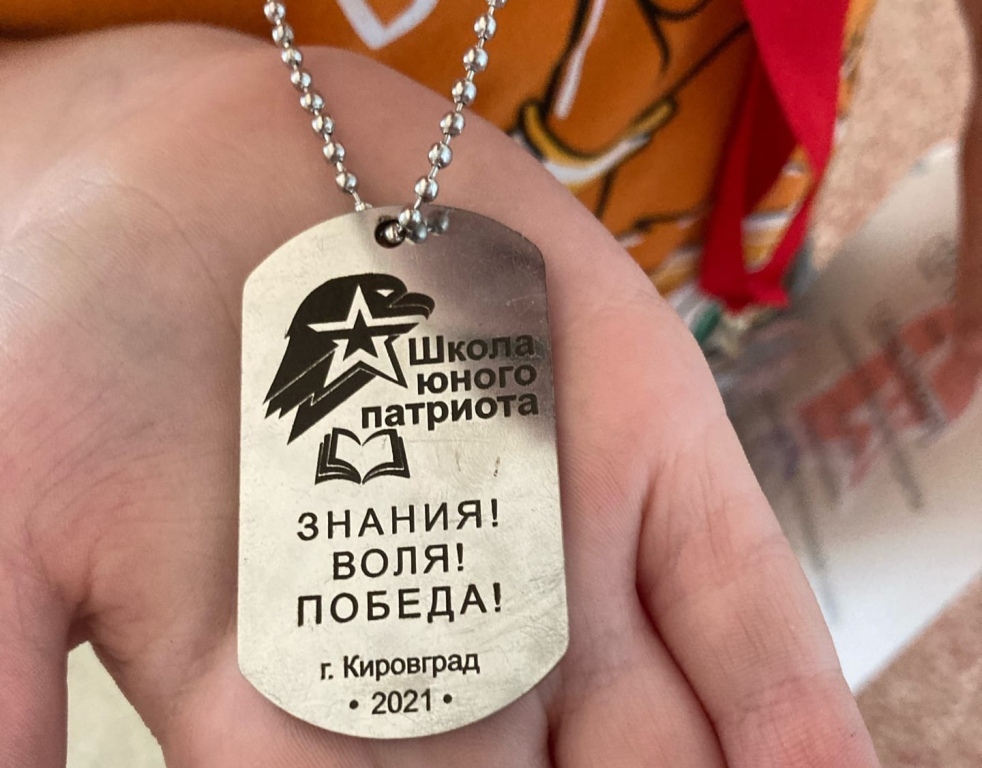 Школа
юного
патриота
ЗНАНИЯ!
ВОЛЯ!
ПОБЕДА!
г. Кировград
• 2021 •